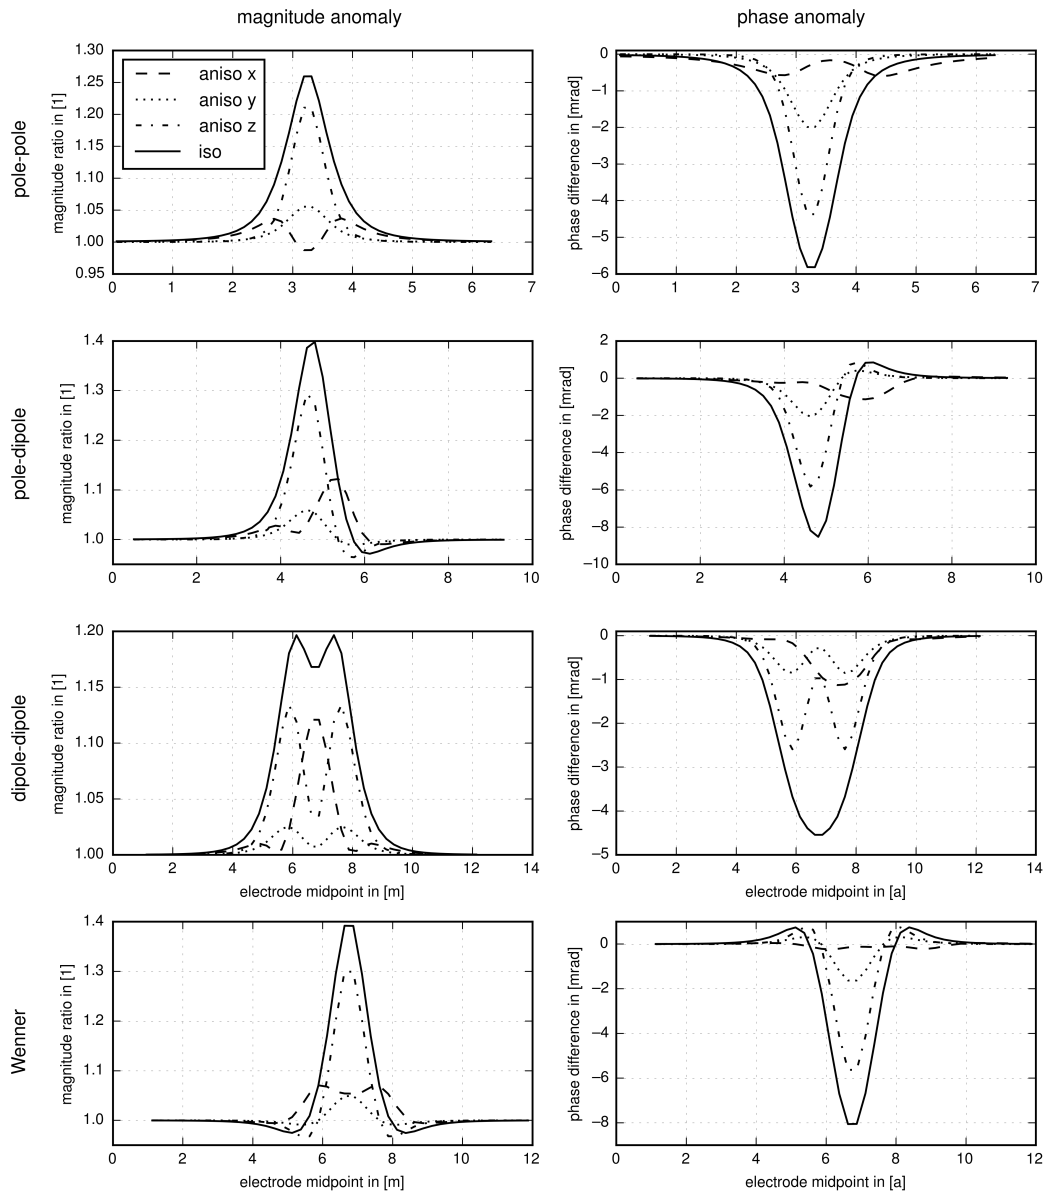 magnitude anomaly
phase anomaly
pole-pole
magnitude ratio in [1]
1.30
1.25
1.20
1.15
1.10
1.05
1.00
0.95
aniso x
aniso y
aniso z
iso
0 1 2 3 4 5 6 7
phase difference in [mrad]
0
−1
−2
−3
−4
−5
−6
0 1 2 3 4 5 6 7
pole-dipole
magnitude ratio in [1]
1.4
1.3
1.2
1.1
1.0
0 2 4 6 8 10
phase difference in [mrad]
2
0
−2
−4
−6
−8
−10
0 2 4 6 8 10
dipole-dipole
magnitude ratio in [1]
1.20
1.15
1.10
1.05
1.00
0 2 4 6 8 10 12 14
electrode midpoint in [m]
phase difference in [mrad]
0
−1
−2
−3
−4
−5
0 2 4 6 8 10 12 14
electrode midpoint in [a]
Wenner
magnitude ratio in [1]
1.4
1.3
1.2
1.1
1.0
0 2 4 6 8 10 12
electrode midpoint in [m]
phase difference in [mrad]
0
−2
−4
−6
−8
0 2 4 6 8 10 12
electrode midpoint in [a]